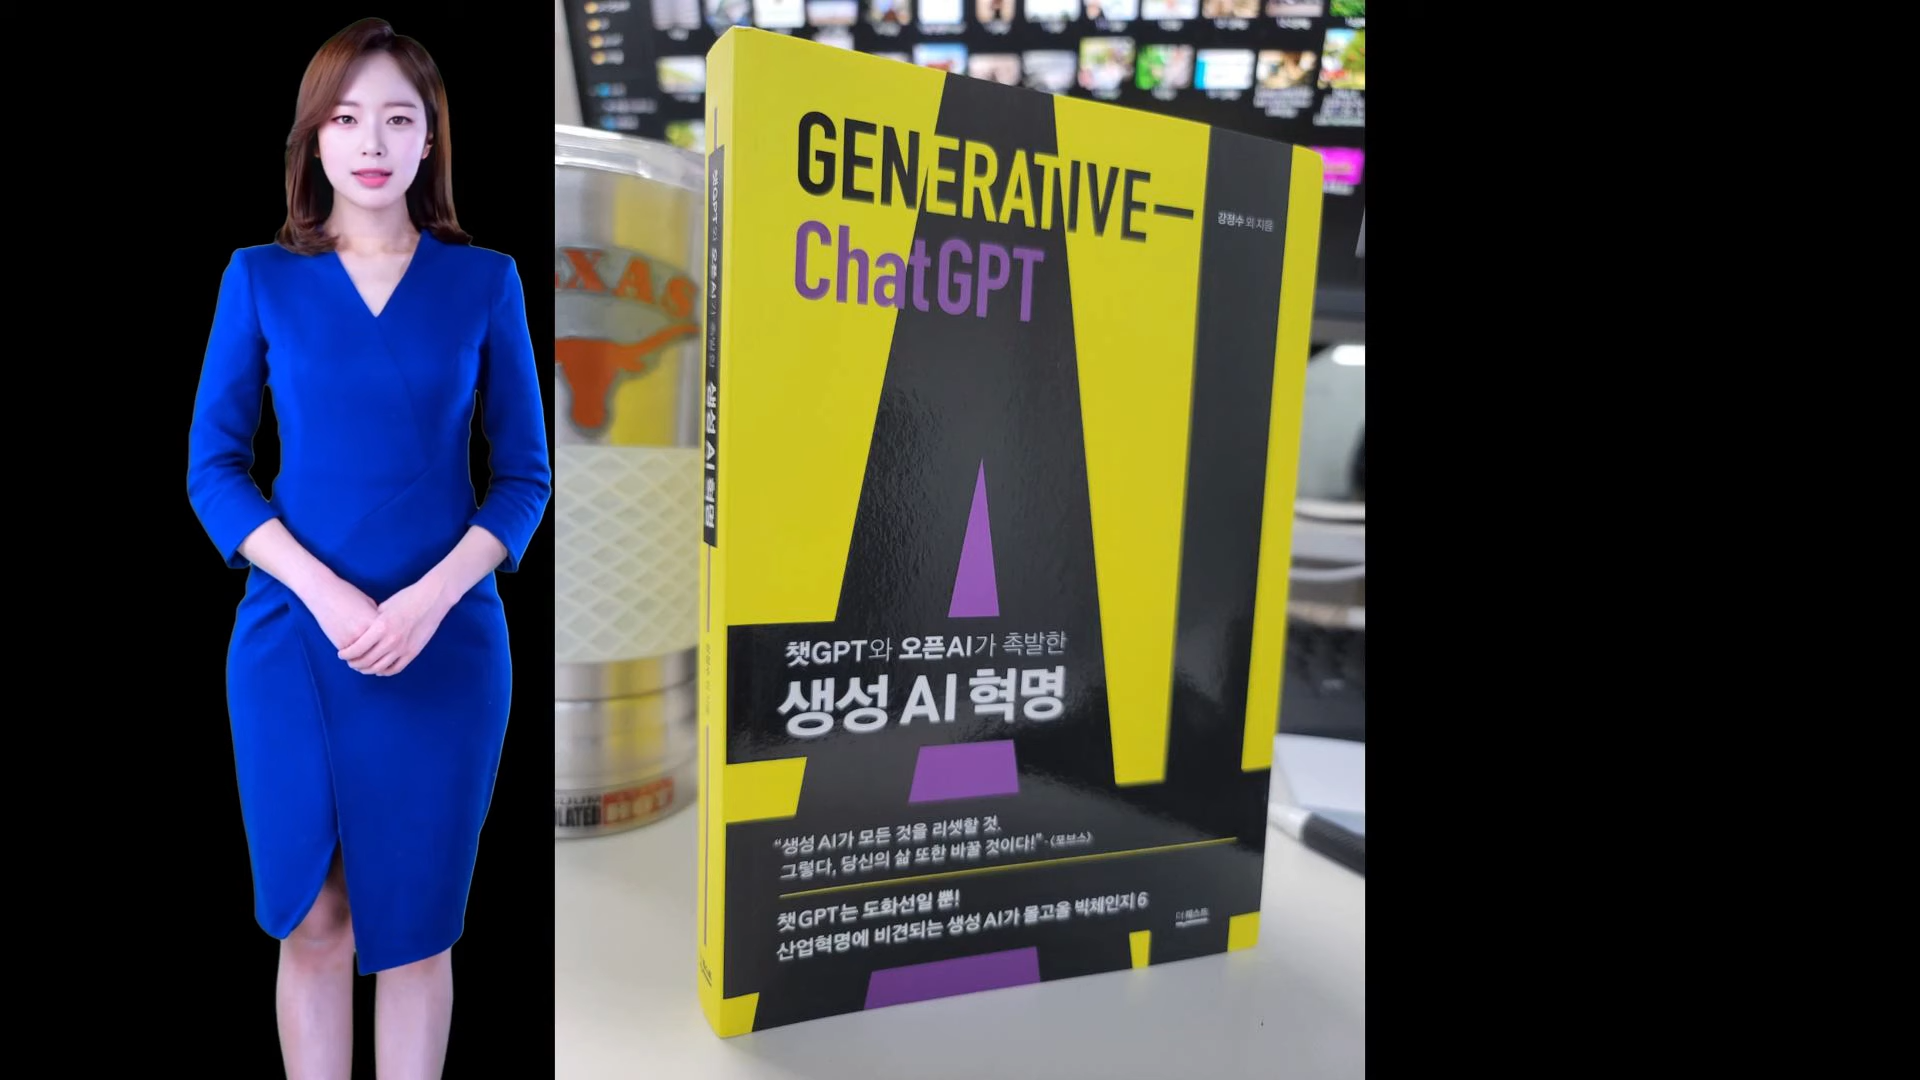 GENERATIVE—
ChatGPT
강정수 외 지음
챗GPT와 오픈AI가 촉발한
생성 AI 혁명
“생성 AI가 모든 것을 리셋할 것.
그렇다, 당신의 삶 또한 바꿀 것이다!” - 〈포브스〉
챗GPT는 도화선일 뿐!
산업혁명에 비견되는 생성 AI가 몰고올 빅체인지 6
더 퀘스트
챗GPT와 오픈AI가 촉발한 생성 AI 혁명
EXAS
LATED HOT